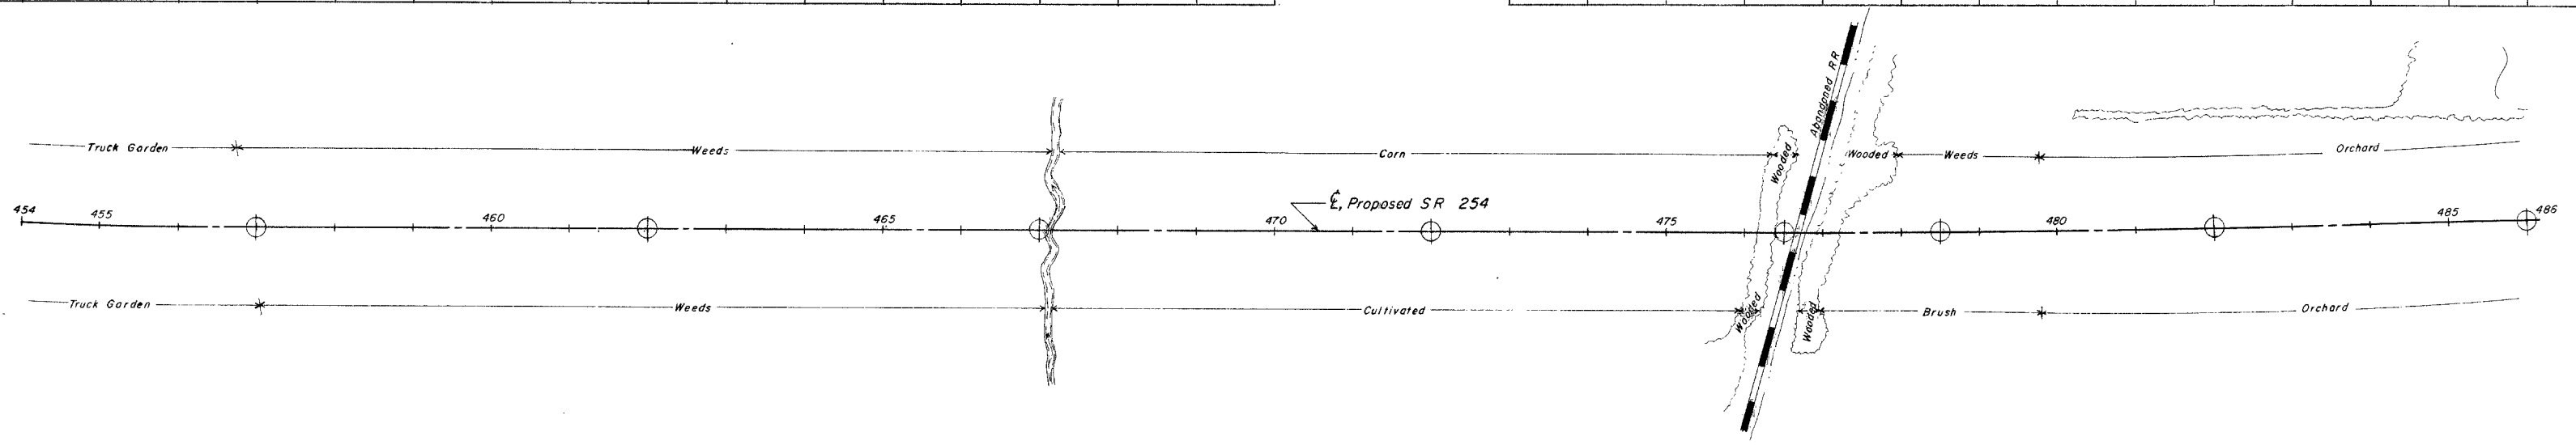 Abandoned RR
Truck Garden Weeds Corn Wooded Wooded Weeds Orchard
454 455 460 465 470 475 480 485 486
℄, Proposed SR 254
Truck Garden Weeds Cultivated Wooded Wooded Brush Orchard